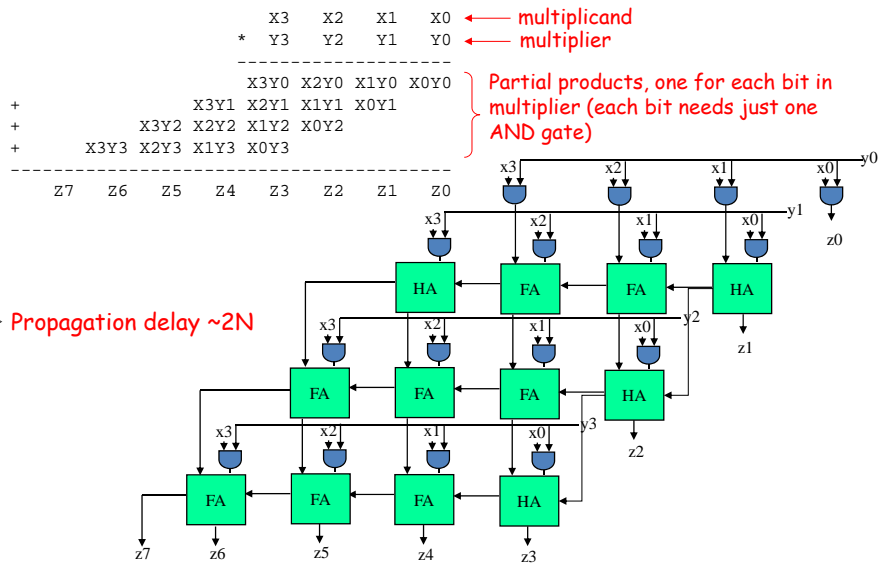 X3 X2 X1 X0 multiplicand
* Y3 Y2 Y1 Y0 multiplier
--------------------
X3Y0 X2Y0 X1Y0 X0Y0
+ X3Y1 X2Y1 X1Y1 X0Y1
+ X3Y2 X2Y2 X1Y2 X0Y2
+ X3Y3 X2Y3 X1Y3 X0Y3
-----------------------------------------
Z7 Z6 Z5 Z4 Z3 Z2 Z1 Z0
Partial products, one for each bit in
multiplier (each bit needs just one
AND gate)
x3 x2 x1 x0 y0
x3 x2 x1 x0 y1
z0
HA FA FA HA
Propagation delay ~2N
x3 x2 x1 x0 y2
z1
FA FA FA HA
x3 x2 x1 x0 y3
z2
FA FA FA HA
z7 z6 z5 z4 z3